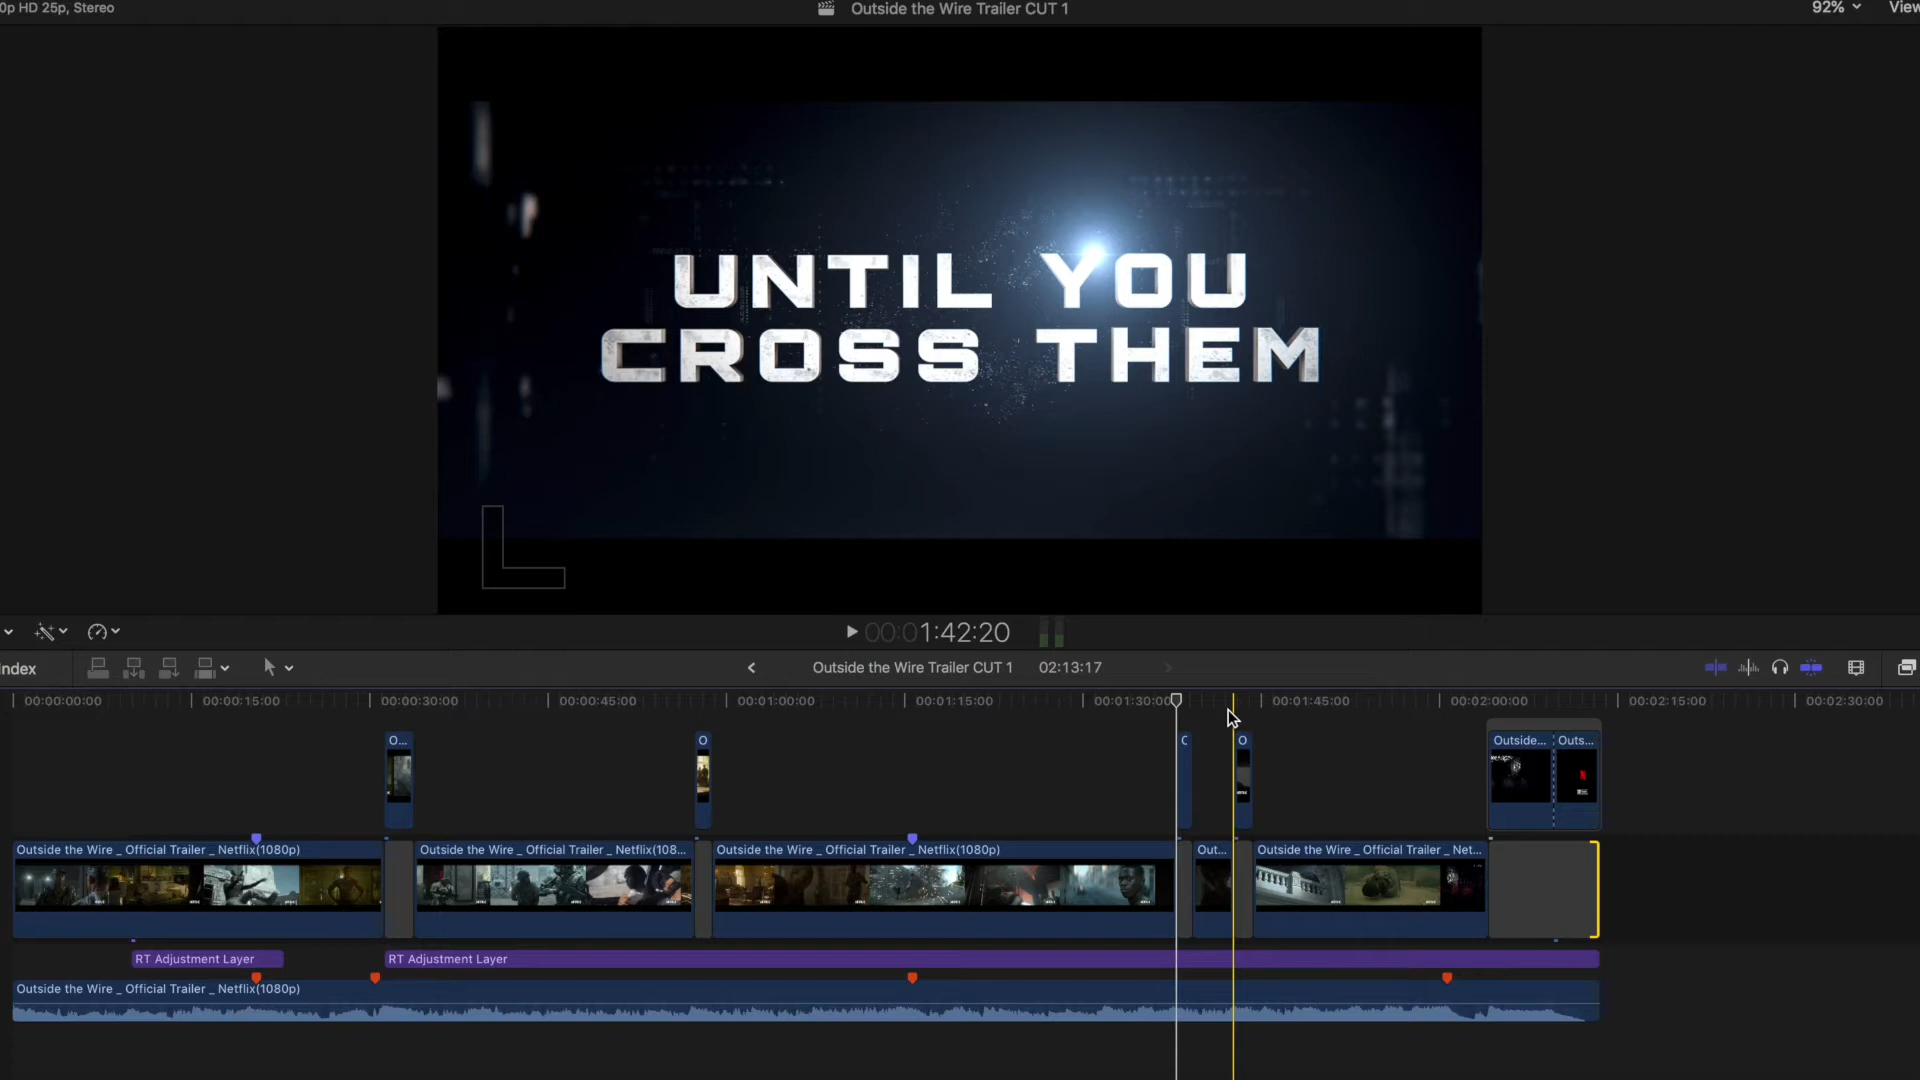 0p HD 25p, Stereo
Outside the Wire Trailer CUT 1
92%
View
UNTIL YOU
CROSS THEM
00:01:42:20
Index
Outside the Wire Trailer CUT 1
02:13:17
00:00:00:00
00:00:15:00
00:00:30:00
00:00:45:00
00:01:00:00
00:01:15:00
00:01:30:00
00:01:45:00
00:02:00:00
00:02:15:00
00:02:30:00
O...
O
O
Outside...
Outs...
Outside the Wire _ Official Trailer _ Netflix(1080p)
Outside the Wire _ Official Trailer _ Netflix(108...
Outside the Wire _ Official Trailer _ Netflix(1080p)
Out...
Outside the Wire _ Official Trailer _ Net...
RT Adjustment Layer
RT Adjustment Layer
Outside the Wire _ Official Trailer _ Netflix(1080p)